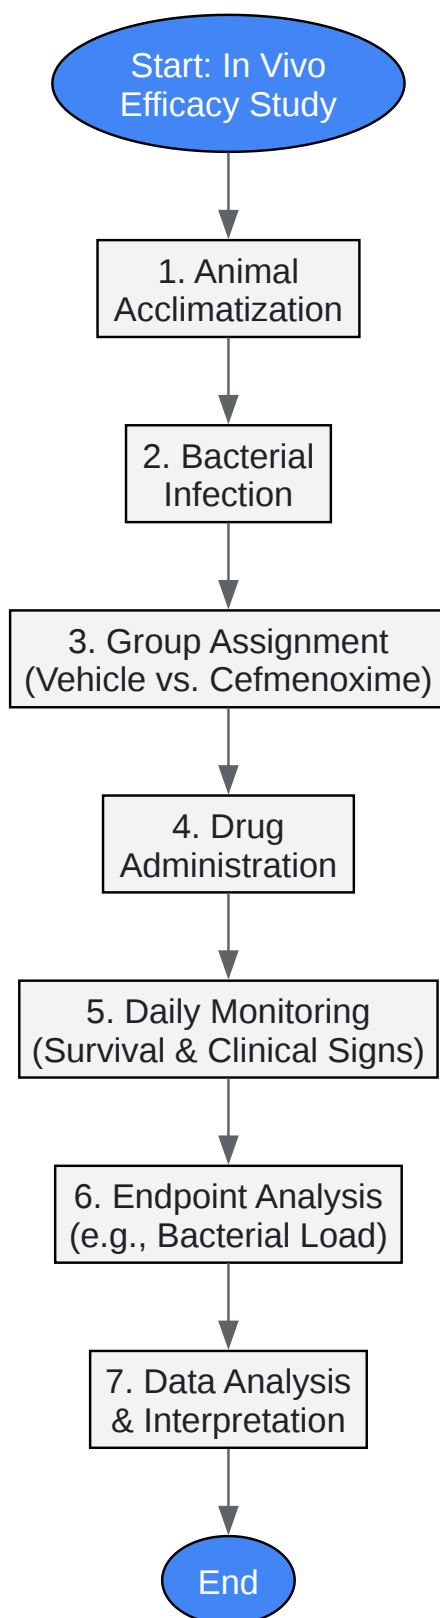 Start: In Vivo
Efficacy Study
1. Animal
Acclimatization
2. Bacterial
Infection
3. Group Assignment
(Vehicle vs. Cefmenoxime)
4. Drug
Administration
5. Daily Monitoring
(Survival & Clinical Signs)
6. Endpoint Analysis
(e.g., Bacterial Load)
7. Data Analysis
& Interpretation
End